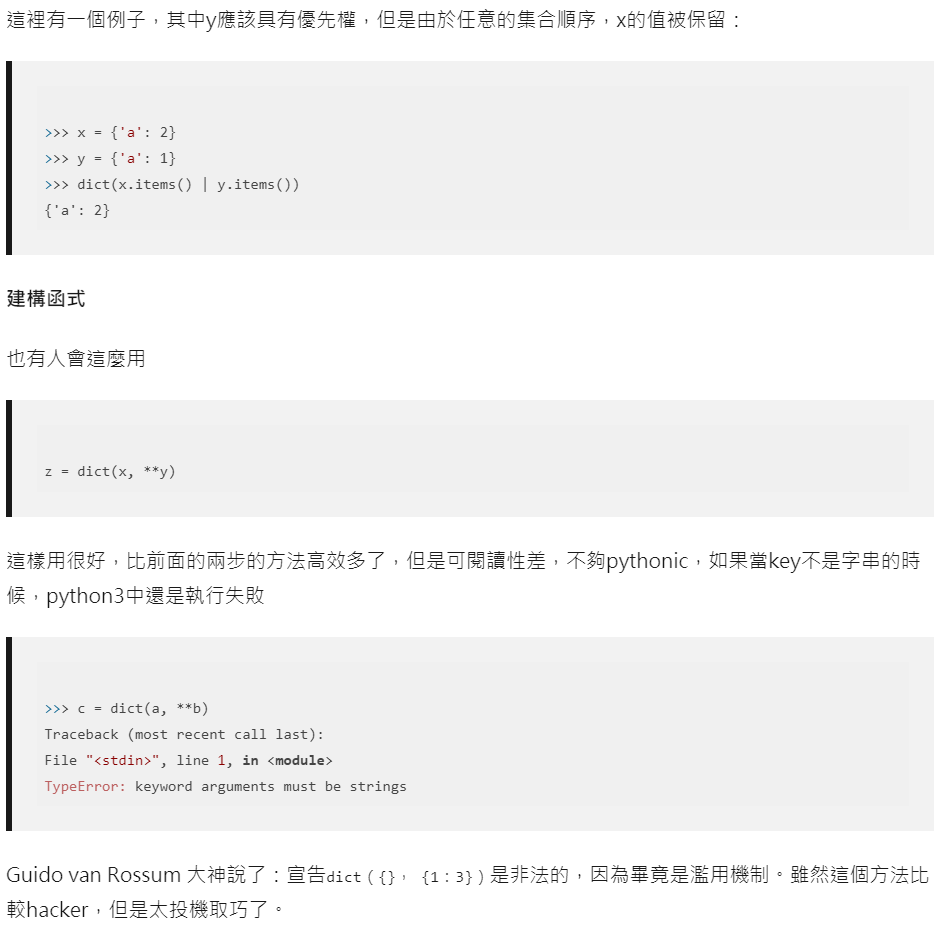 這裡有一個例子，其中y應該具有優先權，但是由於任意的集合順序，x的值被保留：
>>> x = {'a': 2}
>>> y = {'a': 1}
>>> dict(x.items() | y.items())
{'a': 2}
建構函式
也有人會這麼用
z = dict(x, **y)
這樣用很好，比前面的兩步的方法高效多了，但是可閱讀性差，不夠pythonic，如果當key不是字串的時
候，python3中還是執行失敗
>>> c = dict(a, **b)
Traceback (most recent call last):
File "<stdin>", line 1, in <module>
TypeError: keyword arguments must be strings
Guido van Rossum 大神說了：宣告dict（{}， {1：3}）是非法的，因為畢竟是濫用機制。雖然這個方法比
較hacker，但是太投機取巧了。